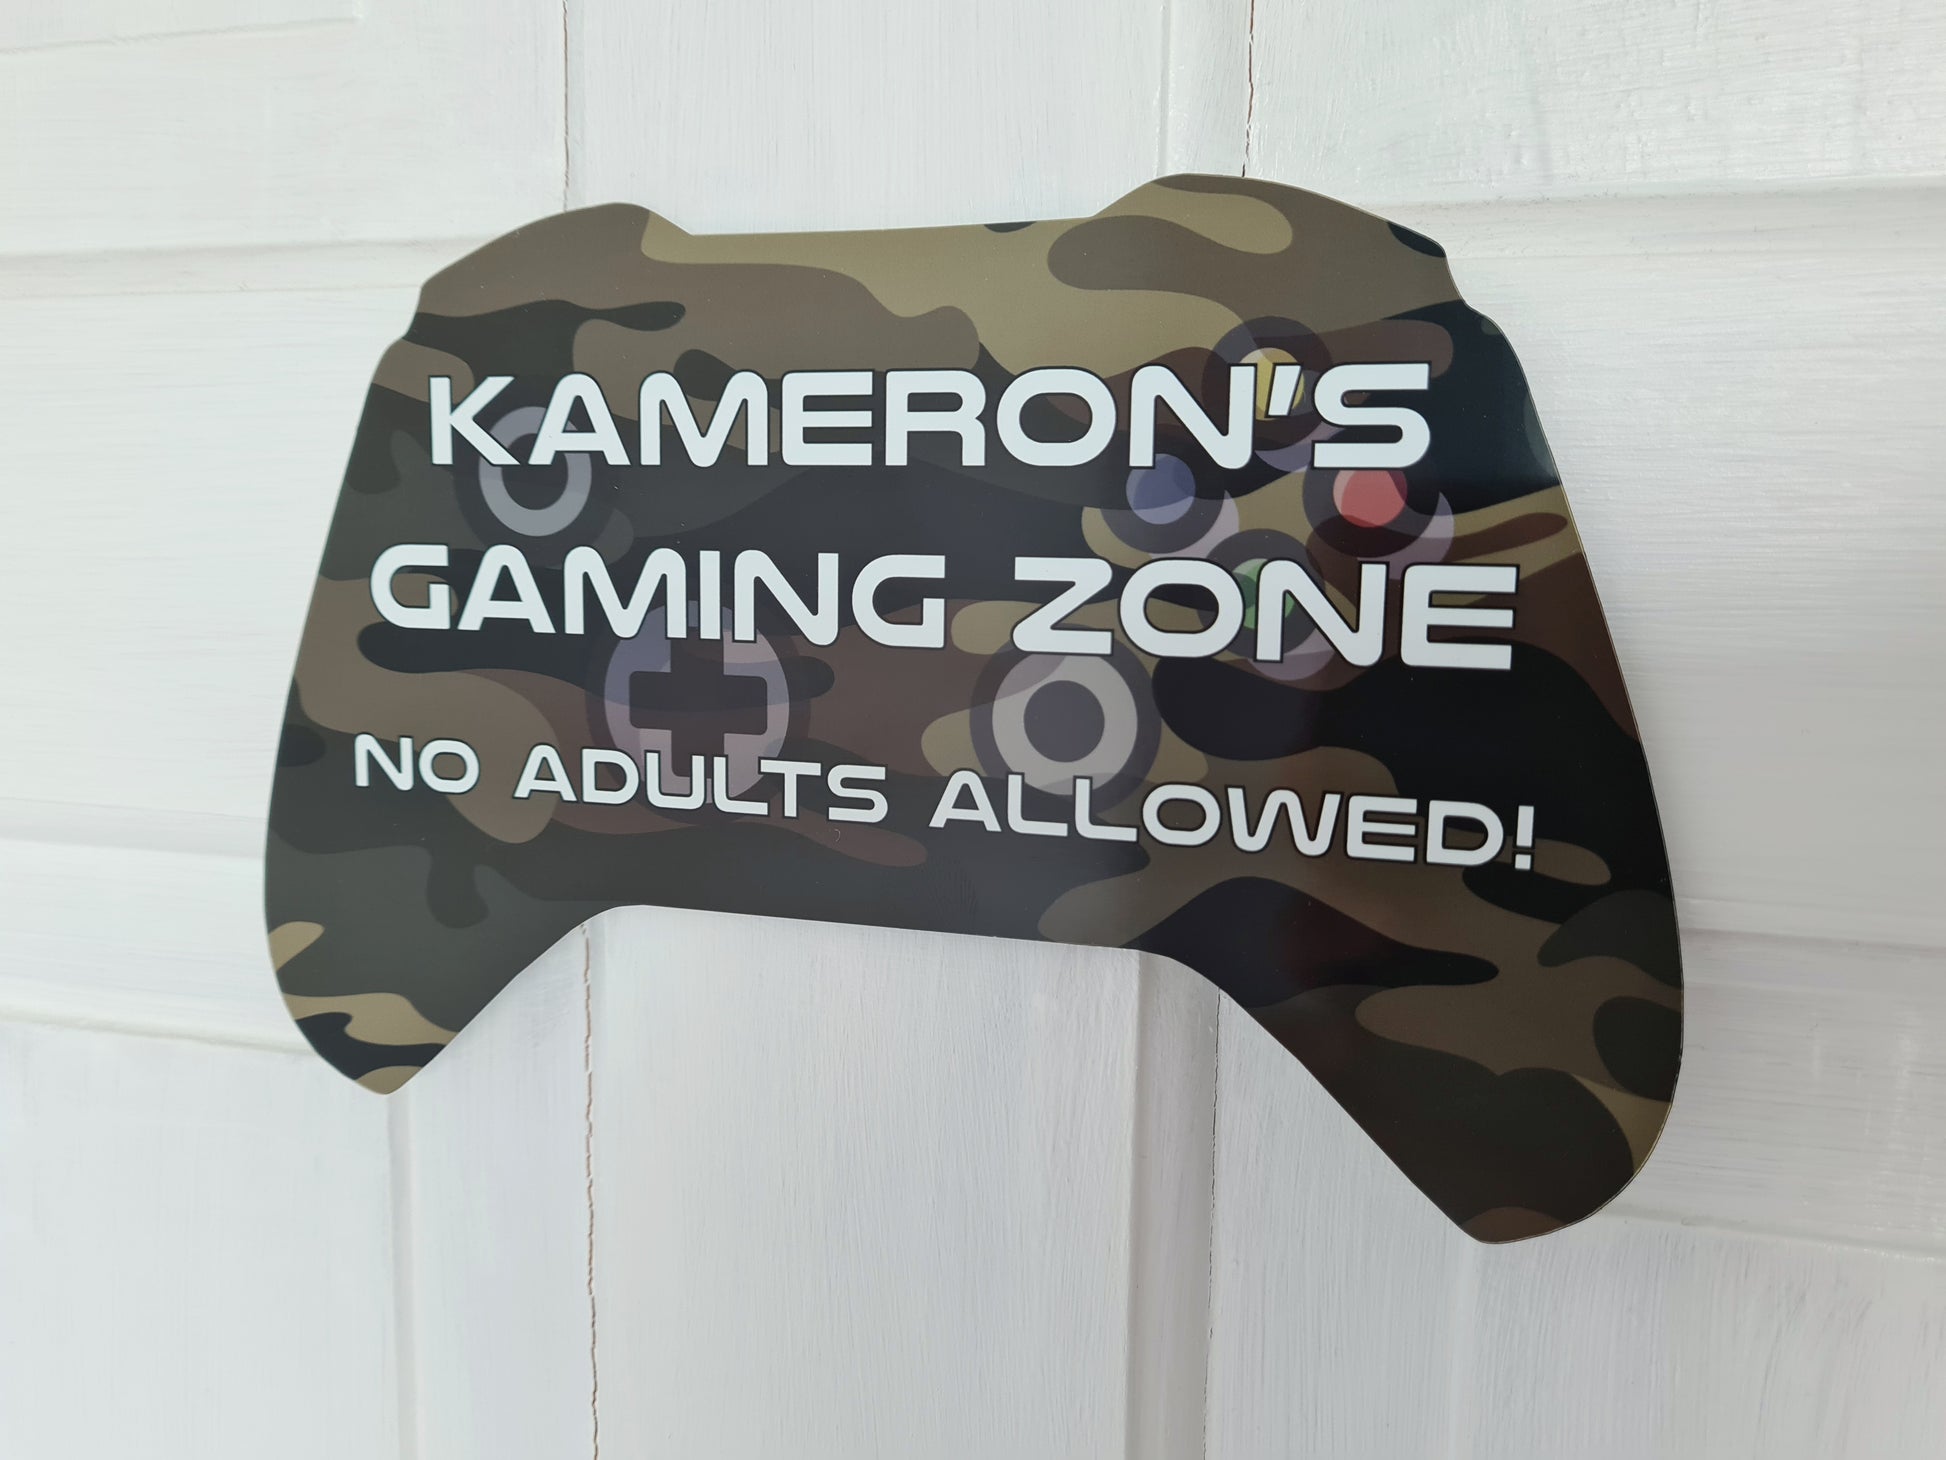 KAMERON'S
GAMING ZONE
NO ADULTS ALLOWED!